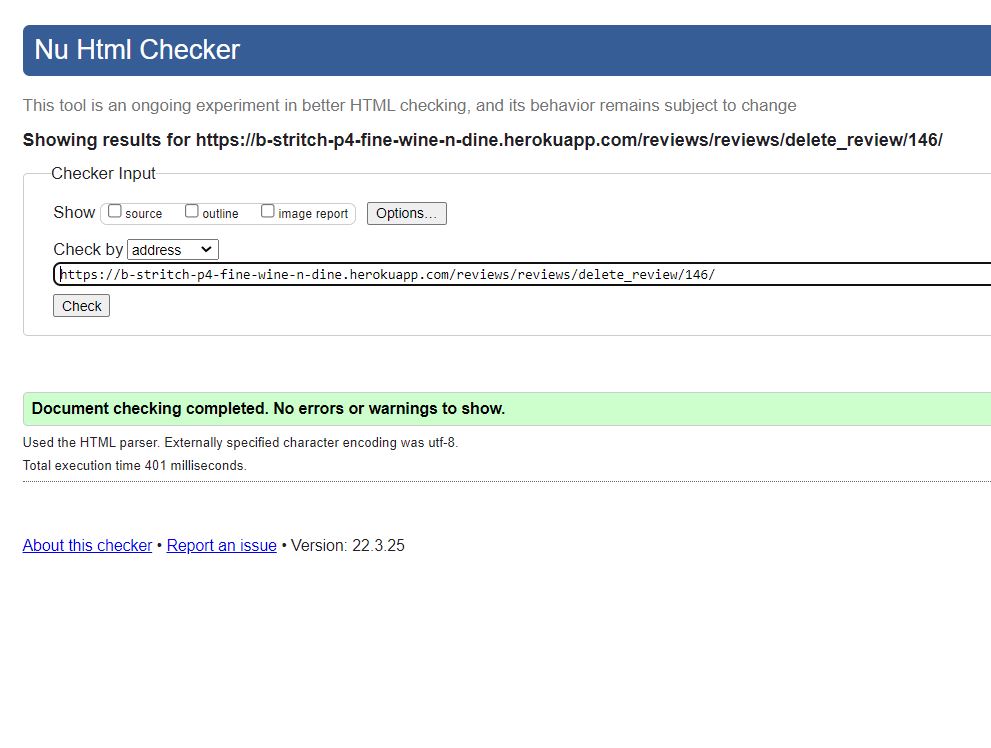 Nu Html Checker
This tool is an ongoing experiment in better HTML checking, and its behavior remains subject to change
Showing results for https://b-stritch-p4-fine-wine-n-dine.herokuapp.com/reviews/reviews/delete_review/146/
Checker Input
Show source outline image report Options...
Check by address
https://b-stritch-p4-fine-wine-n-dine.herokuapp.com/reviews/reviews/delete_review/146/
Check
Document checking completed. No errors or warnings to show.
Used the HTML parser. Externally specified character encoding was utf-8.
Total execution time 401 milliseconds.
About this checker • Report an issue • Version: 22.3.25